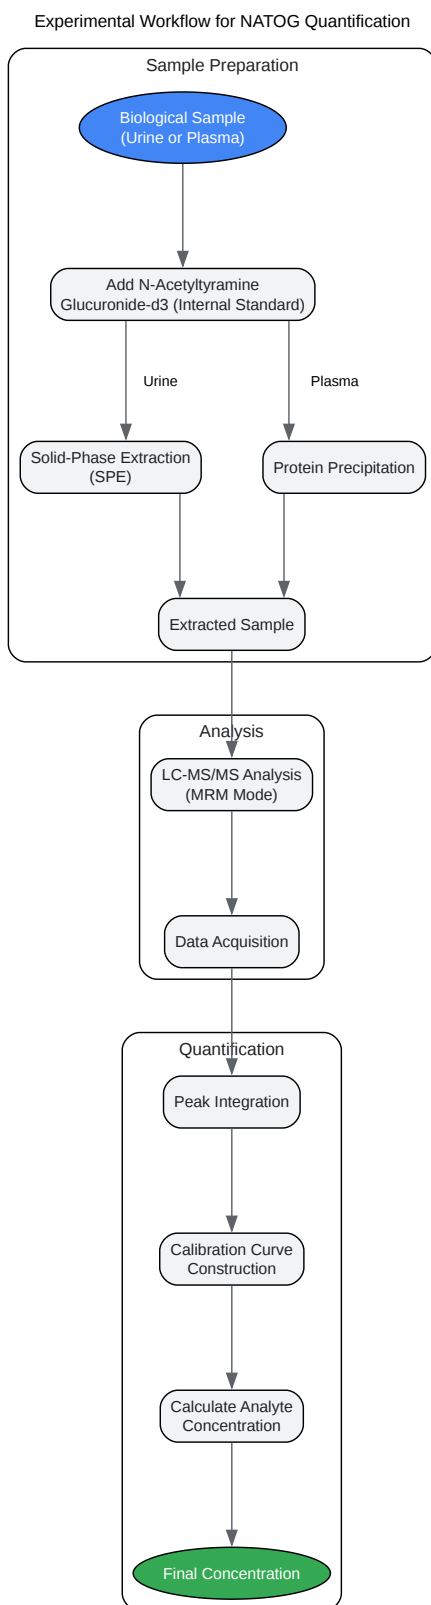 Experimental Workflow for NATOG Quantification
Sample Preparation
Biological Sample
(Urine or Plasma)
Add N-Acetyltyramine
Glucuronide-d3 (Internal Standard)
Urine
Plasma
Solid-Phase Extraction
(SPE)
Protein Precipitation
Extracted Sample
Analysis
LC-MS/MS Analysis
(MRM Mode)
Data Acquisition
Quantification
Peak Integration
Calibration Curve
Construction
Calculate Analyte
Concentration
Final Concentration